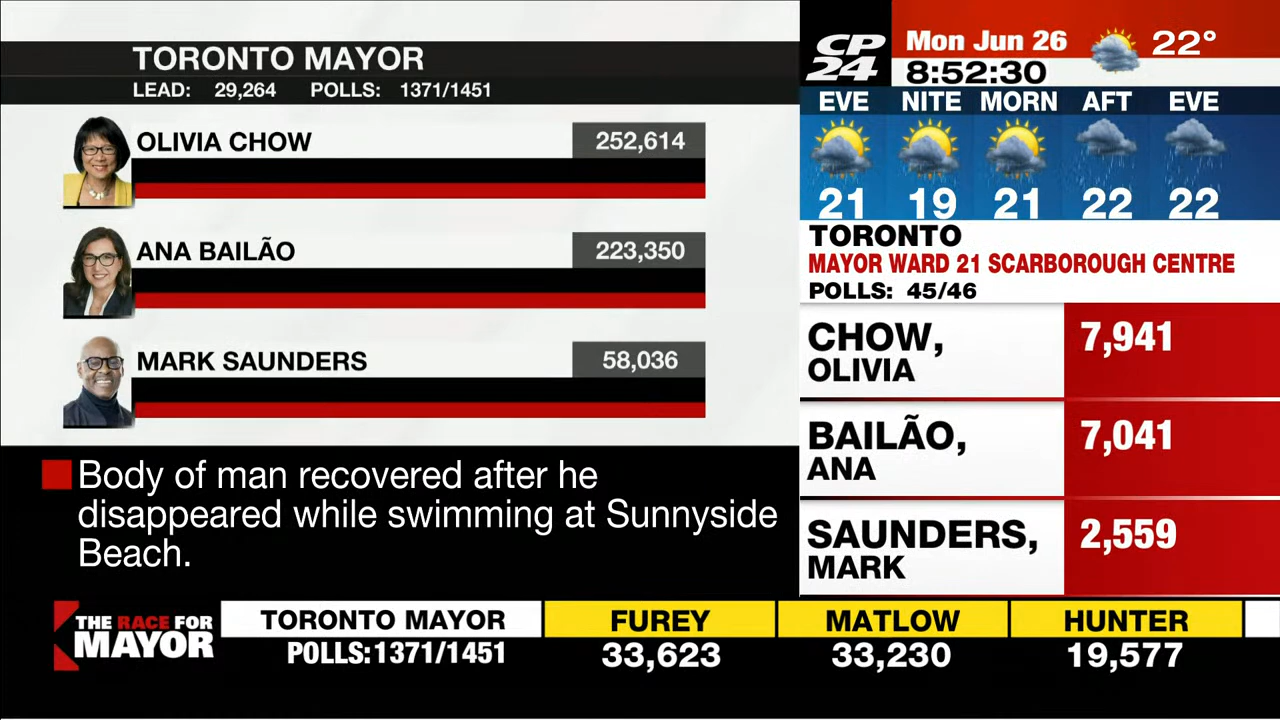 TORONTO MAYOR
LEAD: 29,264 POLLS: 1371/1451
OLIVIA CHOW 252,614
ANA BAILÃO 223,350
MARK SAUNDERS 58,036
Body of man recovered after he
disappeared while swimming at Sunnyside
Beach.
CP
24
Mon Jun 26 22°
8:52:30
EVE NITE MORN AFT EVE
21 19 21 22 22
TORONTO
MAYOR WARD 21 SCARBOROUGH CENTRE
POLLS: 45/46
CHOW, 7,941
OLIVIA
BAILÃO, 7,041
ANA
SAUNDERS, 2,559
MARK
THE RACE FOR
MAYOR
TORONTO MAYOR FUREY MATLOW HUNTER
POLLS:1371/1451 33,623 33,230 19,577